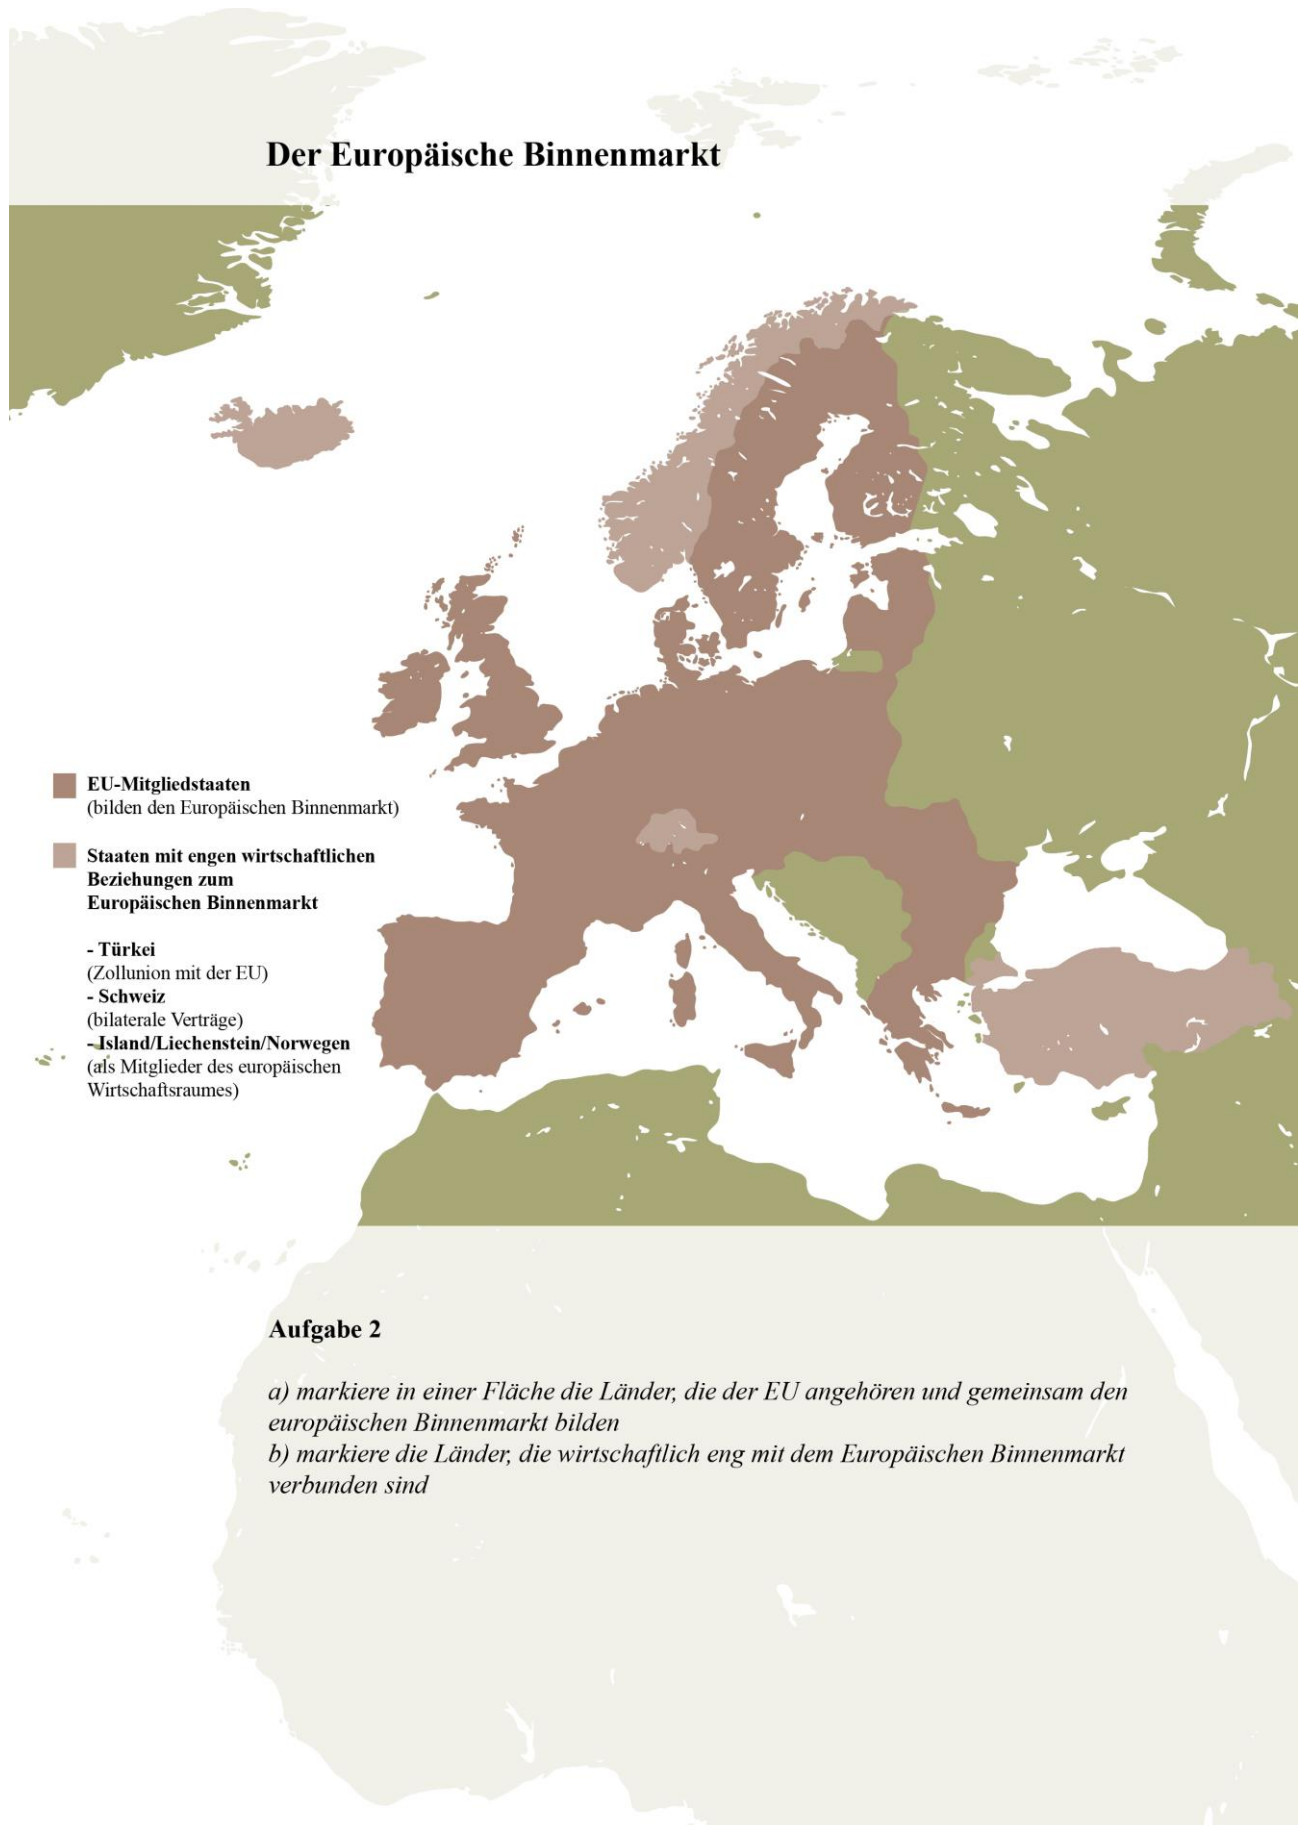 Der Europäische Binnenmarkt
EU-Mitgliedstaaten
(bilden den Europäischen Binnenmarkt)
Staaten mit engen wirtschaftlichen
Beziehungen zum
Europäischen Binnenmarkt
- Türkei
(Zollunion mit der EU)
- Schweiz
(bilaterale Verträge)
- Island/Liechenstein/Norwegen
(als Mitglieder des europäischen
Wirtschaftsraumes)
Aufgabe 2
a) markiere in einer Fläche die Länder, die der EU angehören und gemeinsam den
europäischen Binnenmarkt bilden
b) markiere die Länder, die wirtschaftlich eng mit dem Europäischen Binnenmarkt
verbunden sind